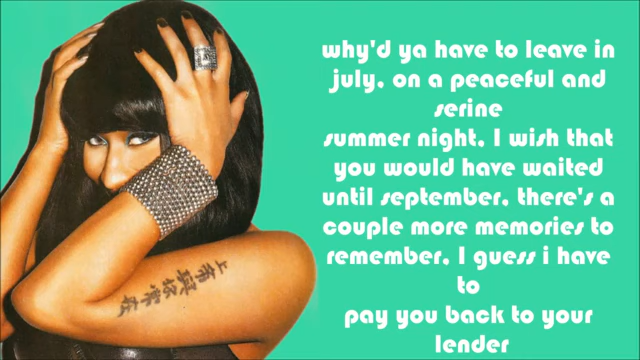 why'd ya have to leave in
july, on a peaceful and
serine
summer night, I wish that
you would have waited
until september, there's a
couple more memories to
remember, I guess i have
to
pay you back to your
lender